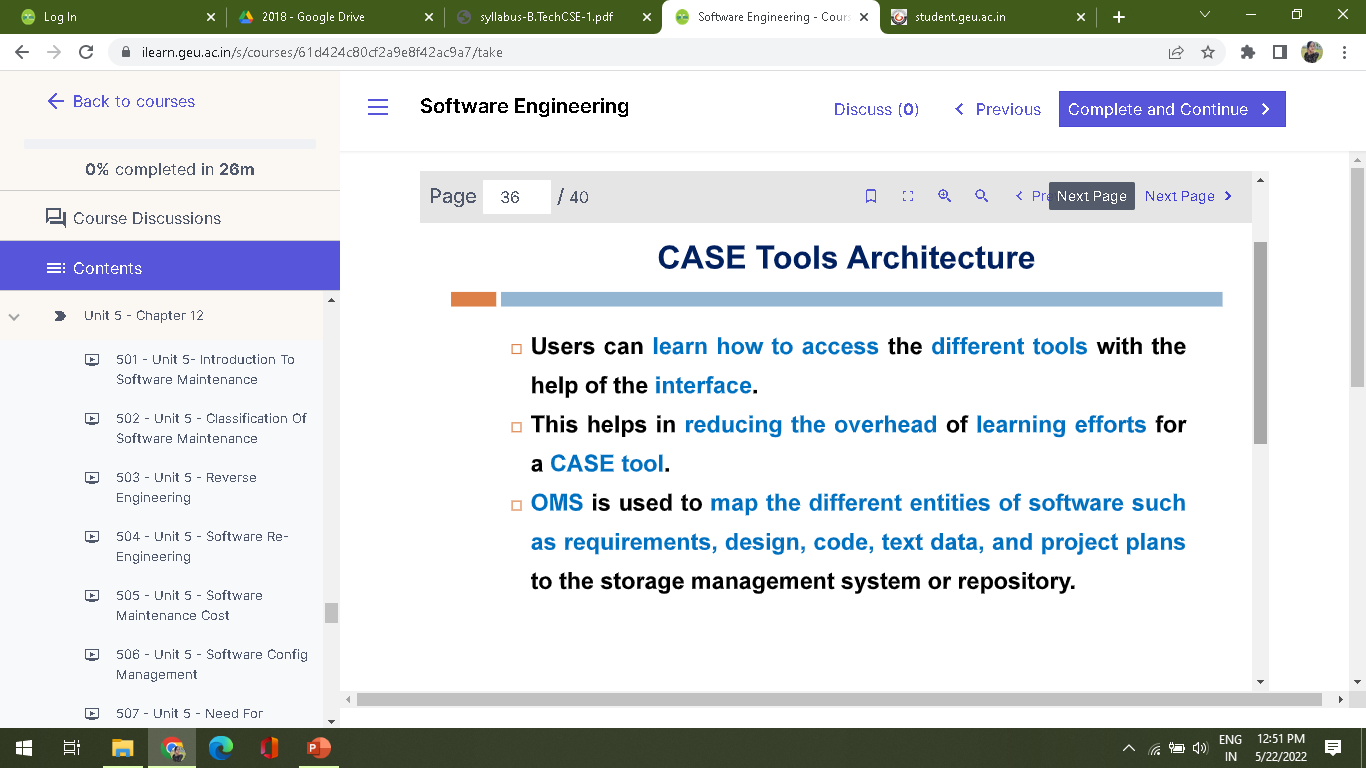 Log In
2018 - Google Drive
syllabus-B.TechCSE-1.pdf
Software Engineering - Cour
student.geu.ac.in
ilearn.geu.ac.in/s/courses/61d424c80cf2a9e8f42ac9a7/take
Back to courses
0% completed in 26m
Course Discussions
Contents
Unit 5 - Chapter 12
501 - Unit 5- Introduction To
Software Maintenance
502 - Unit 5 - Classification Of
Software Maintenance
503 - Unit 5 - Reverse
Engineering
504 - Unit 5 - Software Re-
Engineering
505 - Unit 5 - Software
Maintenance Cost
506 - Unit 5 - Software Config
Management
507 - Unit 5 - Need For
Software Engineering
Discuss (0)
Previous
Complete and Continue
Page 36 / 40
Pre
Next Page
Next Page
CASE Tools Architecture
Users can learn how to access the different tools with the
help of the interface.
This helps in reducing the overhead of learning efforts for
a CASE tool.
OMS is used to map the different entities of software such
as requirements, design, code, text data, and project plans
to the storage management system or repository.
ENG
IN
12:51 PM
5/22/2022